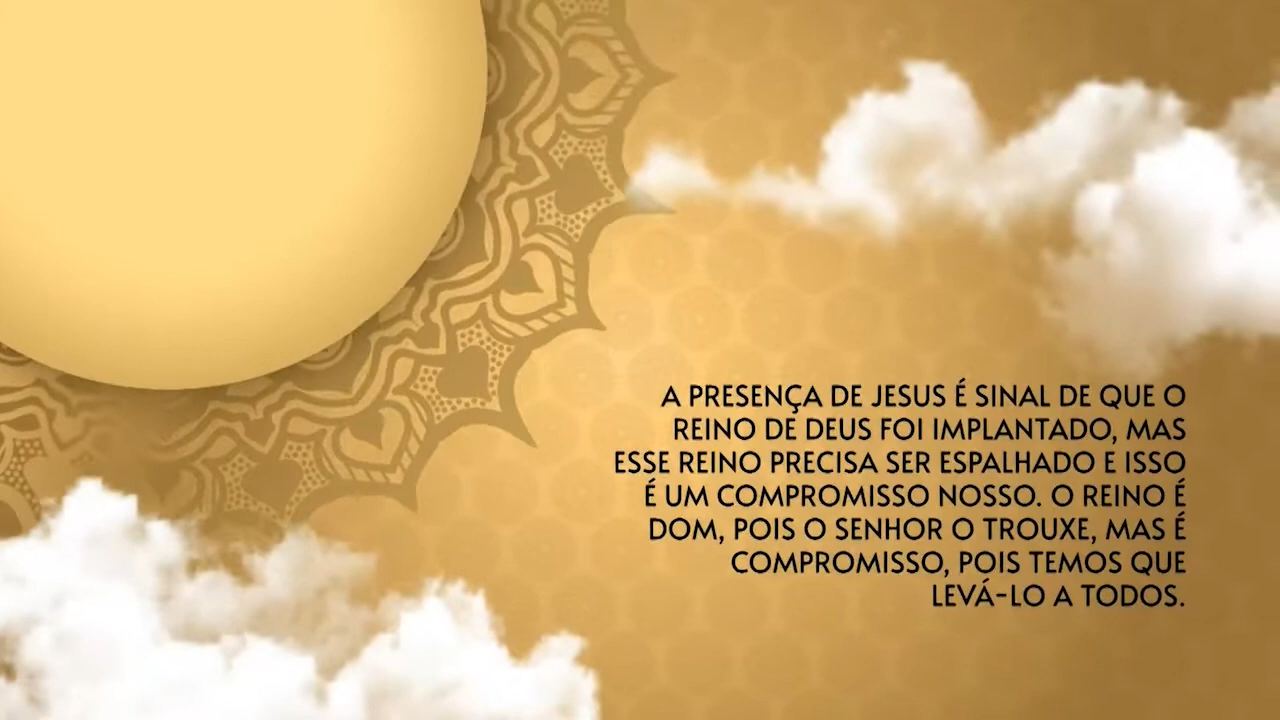 A PRESENÇA DE JESUS É SINAL DE QUE O
REINO DE DEUS FOI IMPLANTADO, MAS
ESSE REINO PRECISA SER ESPALHADO E ISSO
É UM COMPROMISSO NOSSO. O REINO É
DOM, POIS O SENHOR O TROUXE, MAS É
COMPROMISSO, POIS TEMOS QUE
LEVÁ-LO A TODOS.